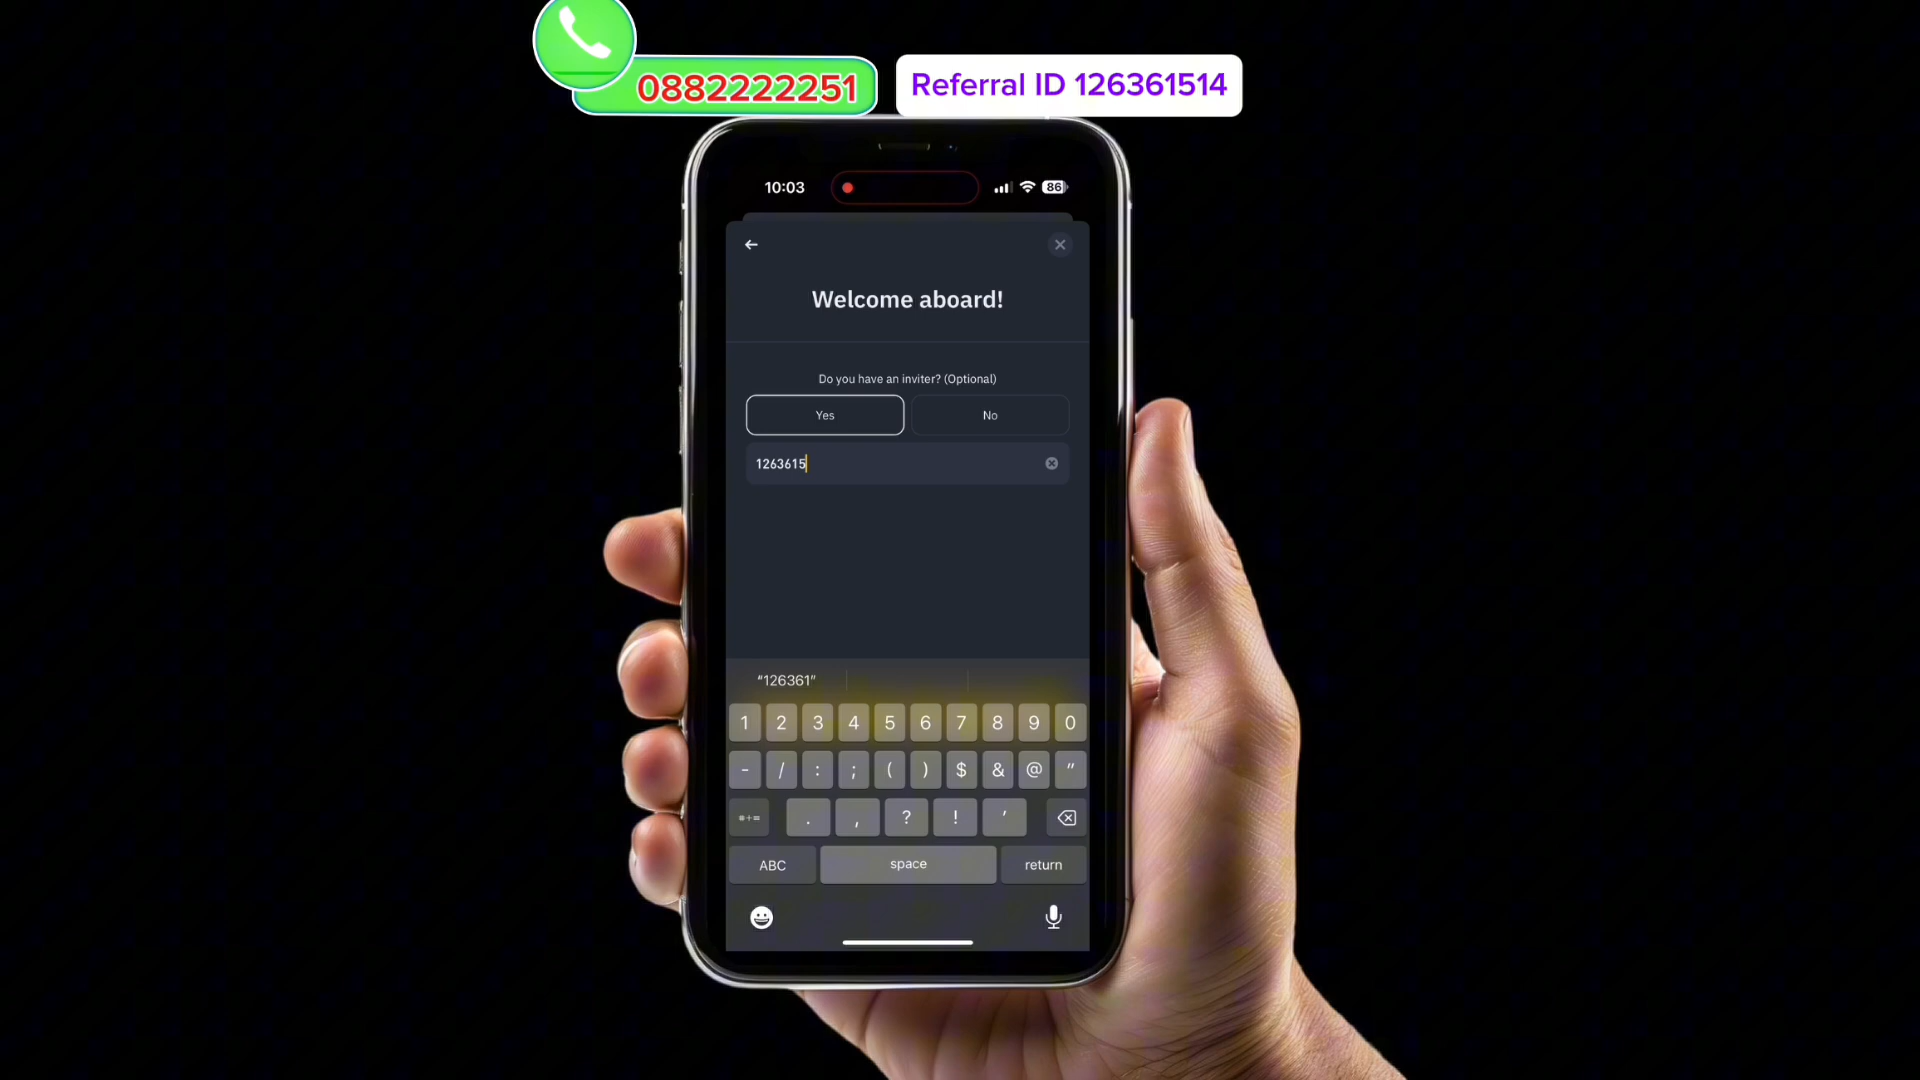 0882222251
Referral ID 126361514
10:03
86
Welcome aboard!
Do you have an inviter? (Optional)
Yes
No
1263615
"126361"
1 2 3 4 5 6 7 8 9 0
- / : ; ( ) $ & @ "
#+= . , ? ! '
ABC space return